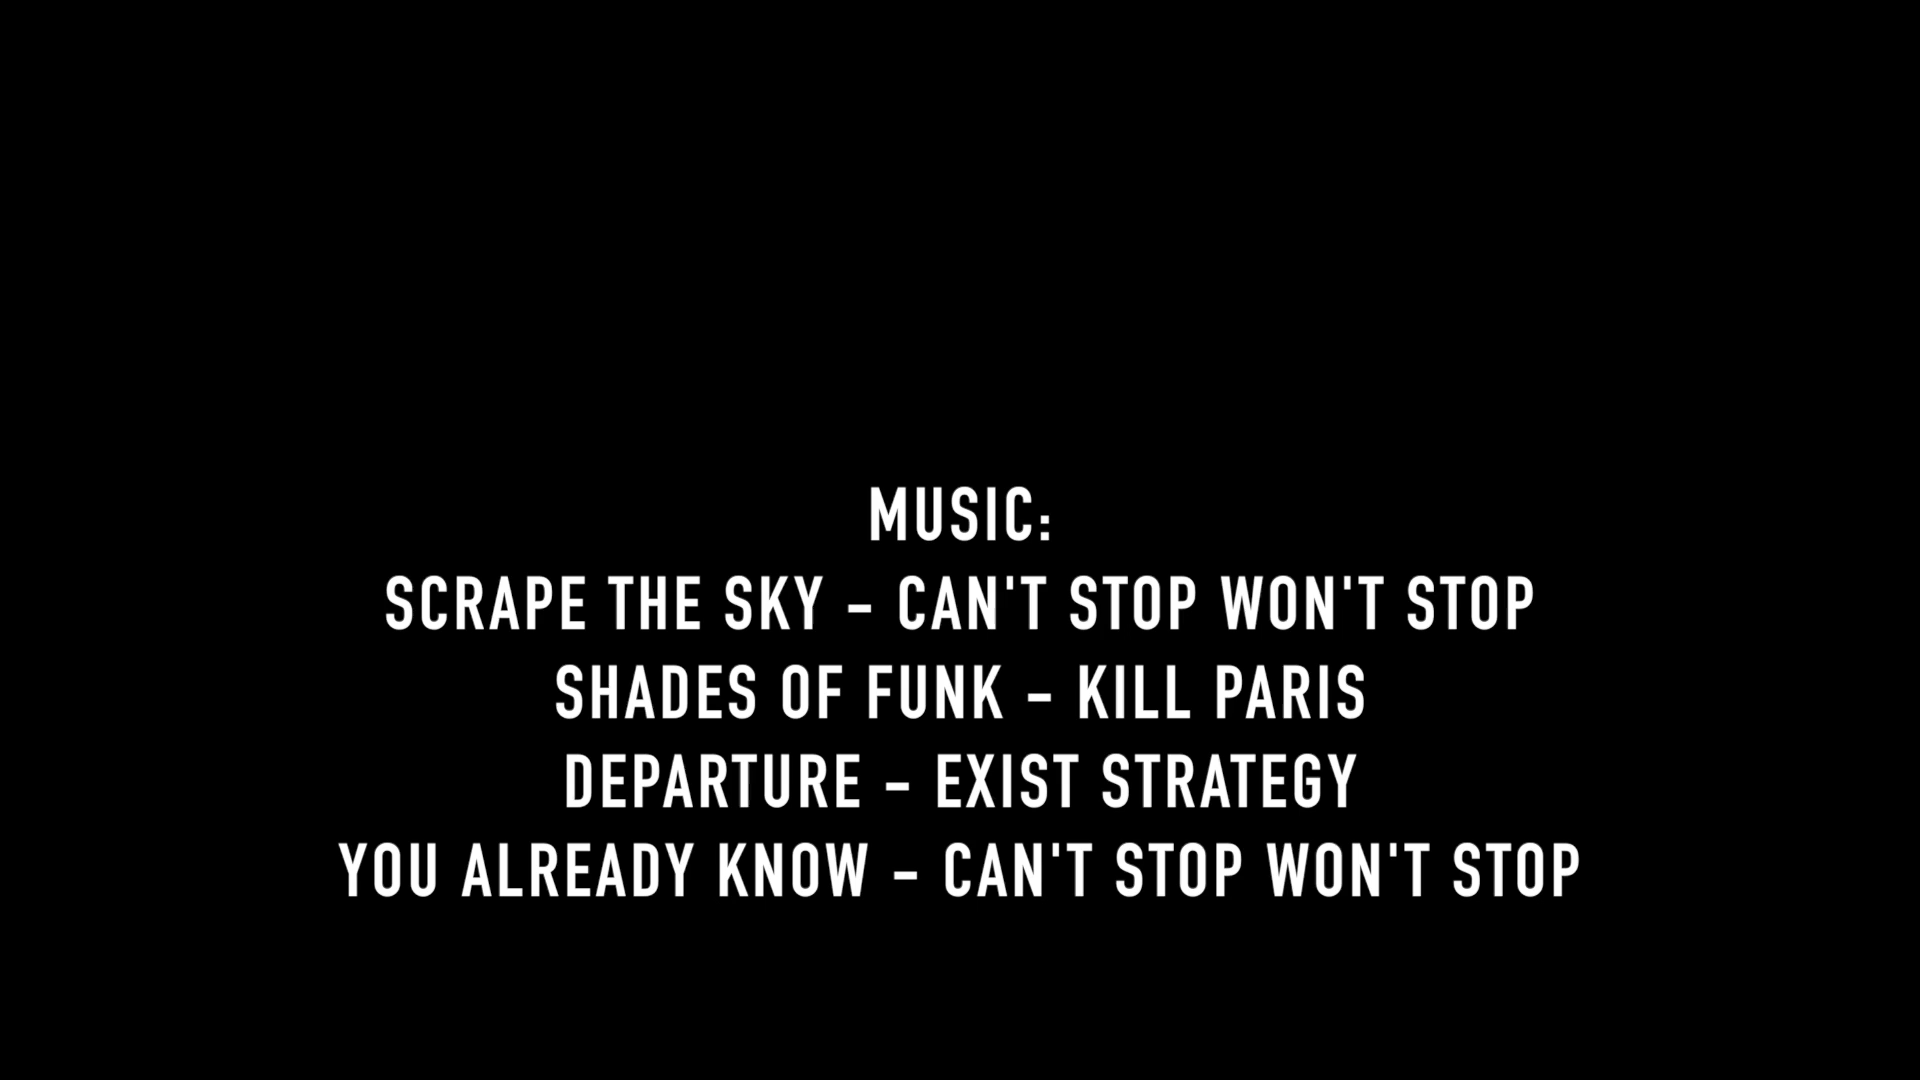 MUSIC:
SCRAPE THE SKY - CAN'T STOP WON'T STOP
SHADES OF FUNK - KILL PARIS
DEPARTURE - EXIST STRATEGY
YOU ALREADY KNOW - CAN'T STOP WON'T STOP